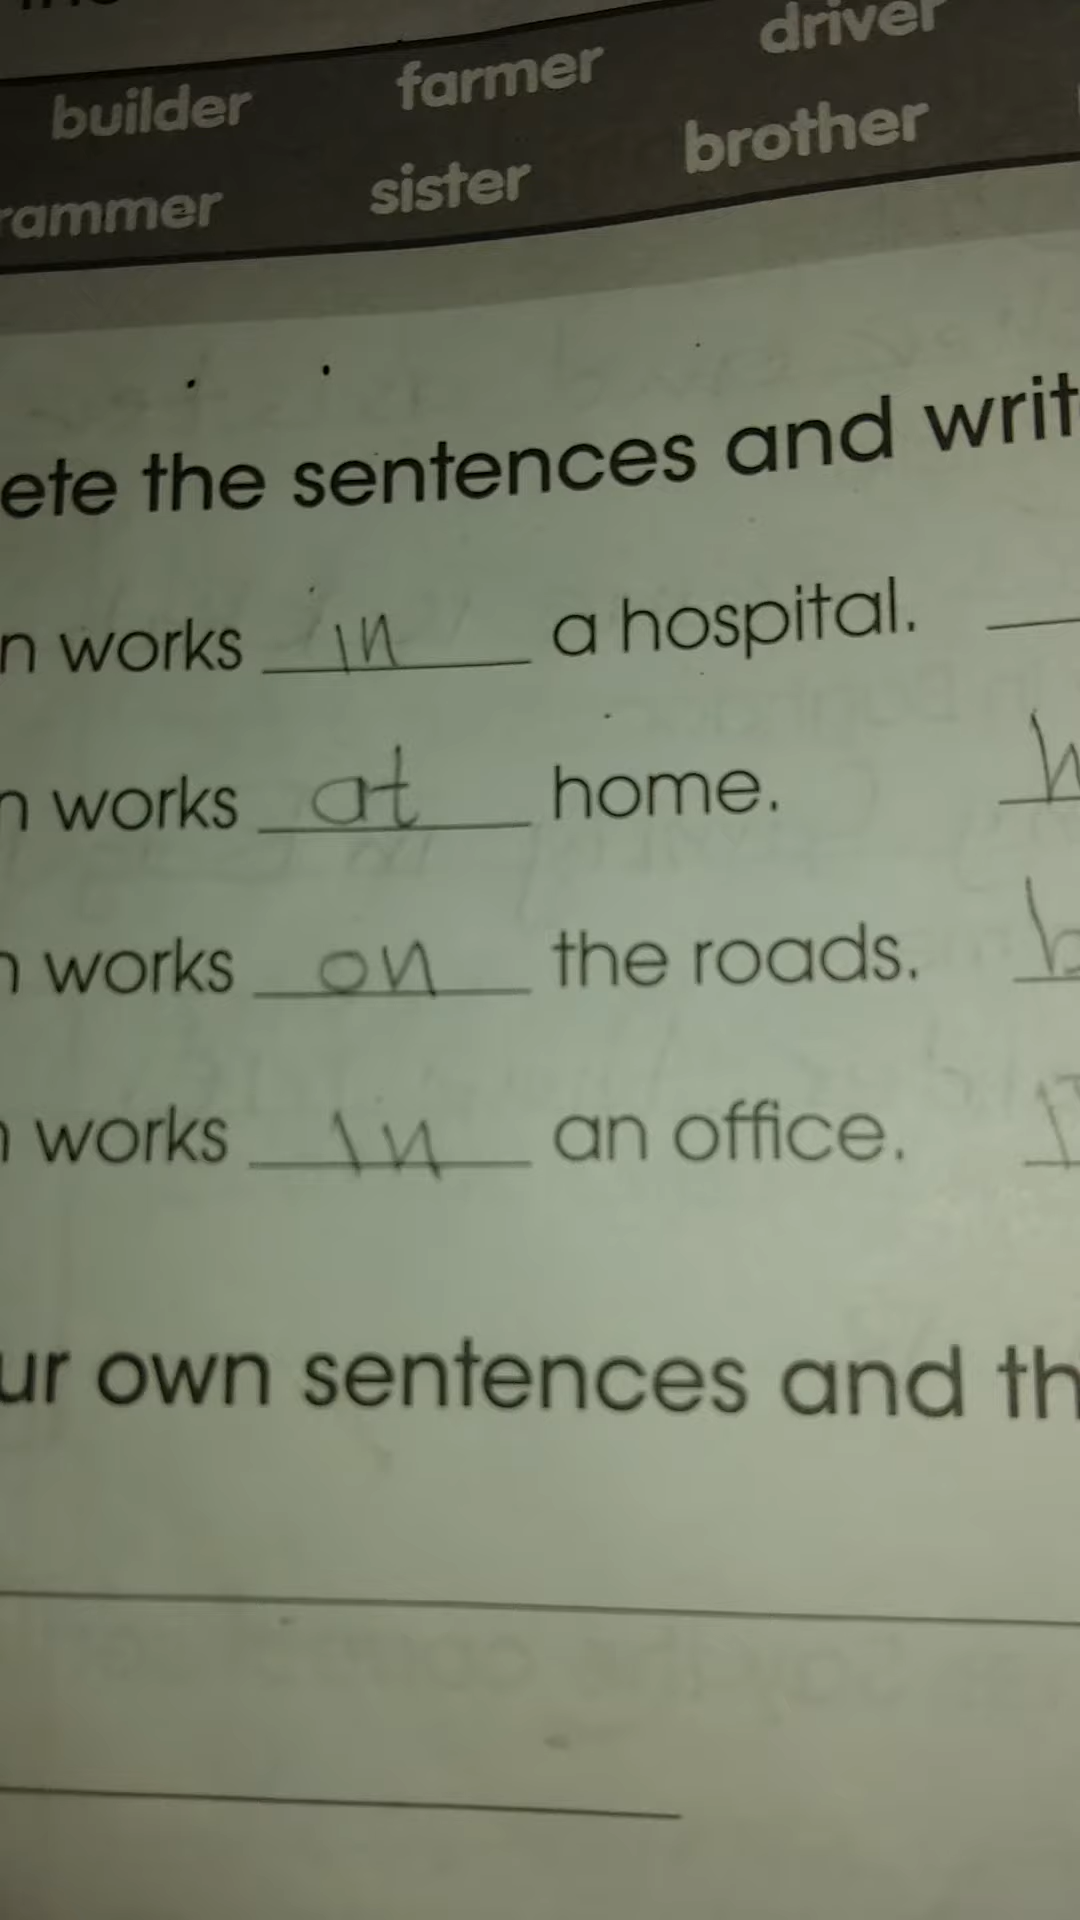 driver
builder farmer
brother
rammer sister
ete the sentences and writ
n works in a hospital.
n works at home. h
n works on the roads. b
n works in an office.
ur own sentences and th